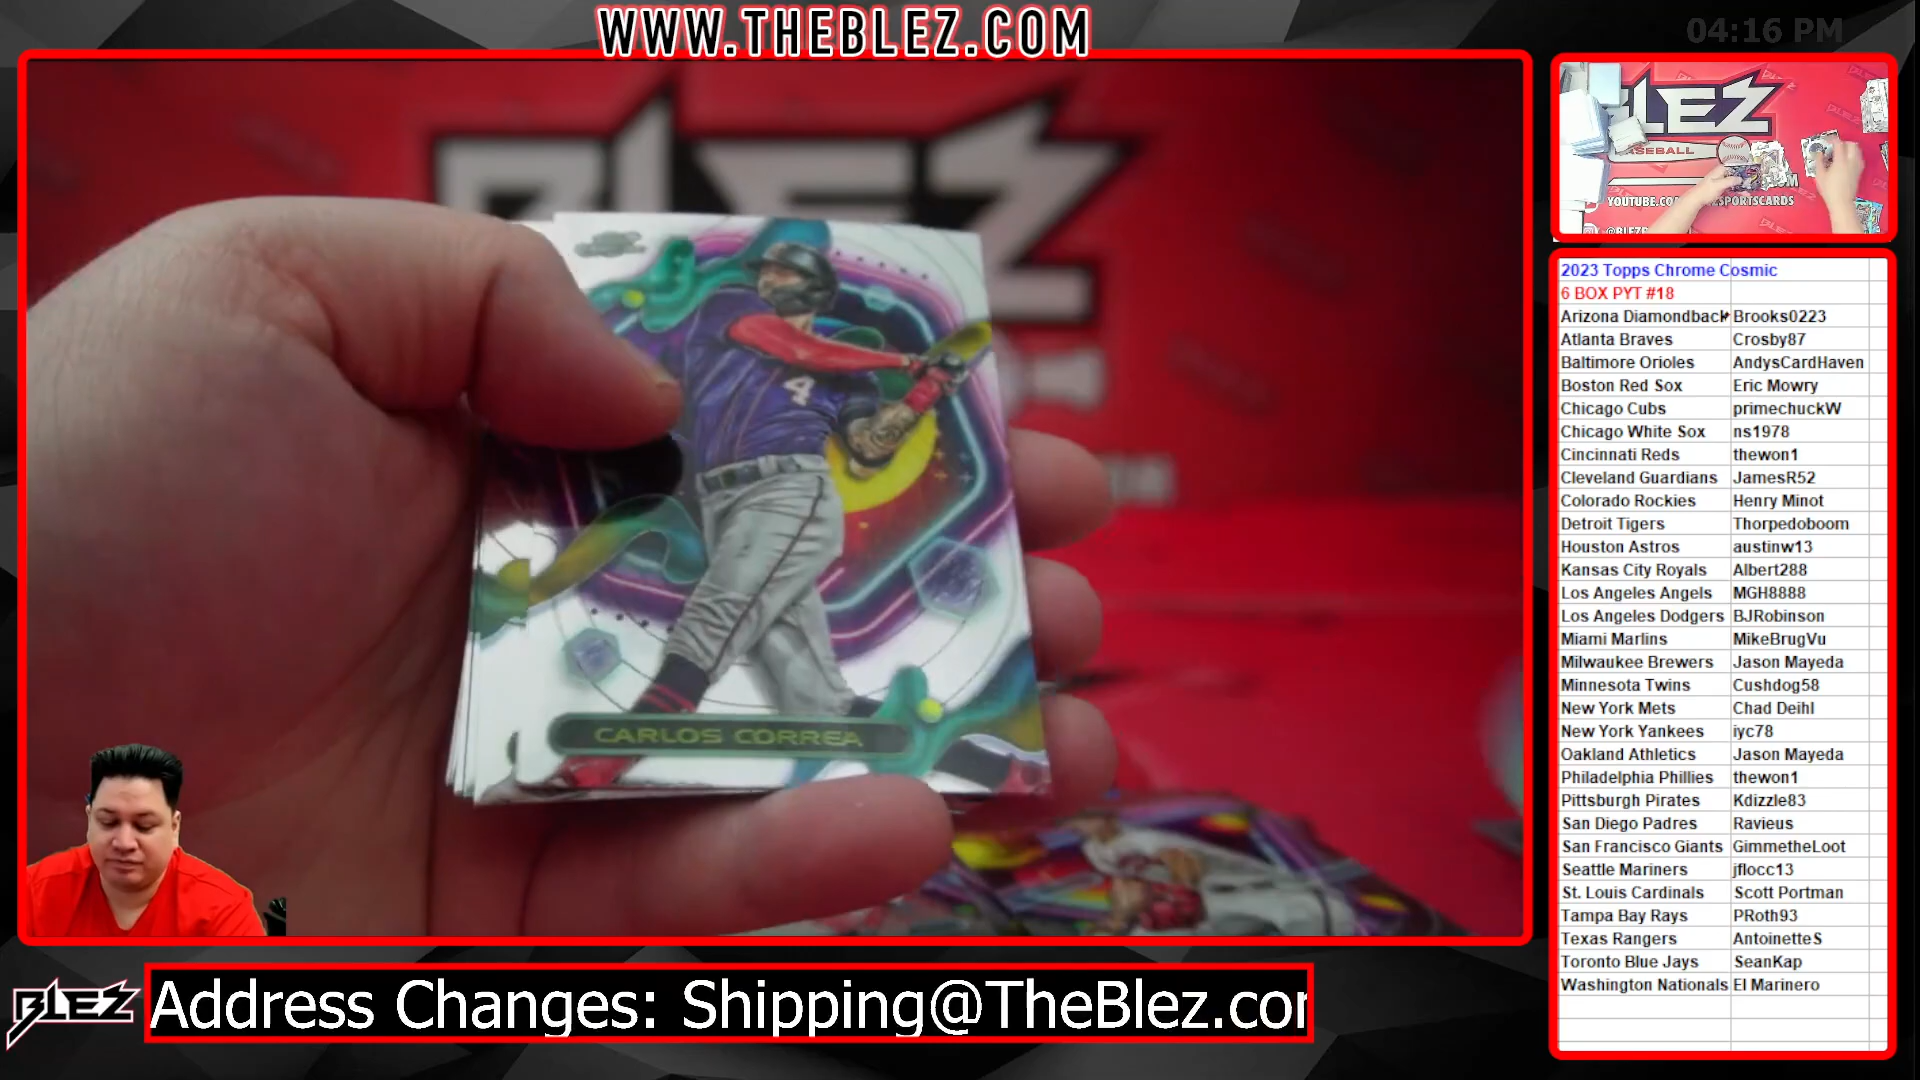 WWW.THEBLEZ.COM
04:16 PM
BLEZ
4
CARLOS CORREA
BLEZ
BASEBALL
2023 Topps Chrome Cosmic
6 BOX PYT #18
Arizona Diamondback Brooks0223
Atlanta Braves Crosby87
Baltimore Orioles AndysCardHaven
Boston Red Sox Eric Mowry
Chicago Cubs primechuckW
Chicago White Sox ns1978
Cincinnati Reds thewon1
Cleveland Guardians JamesR52
Colorado Rockies Henry Minot
Detroit Tigers Thorpedoboom
Houston Astros austinw13
Kansas City Royals Albert288
Los Angeles Angels MGH8888
Los Angeles Dodgers BJRobinson
Miami Marlins MikeBrugVu
Milwaukee Brewers Jason Mayeda
Minnesota Twins Cushdog58
New York Mets Chad Deihl
New York Yankees iyc78
Oakland Athletics Jason Mayeda
Philadelphia Phillies thewon1
Pittsburgh Pirates Kdizzle83
San Diego Padres Ravieus
San Francisco Giants GimmetheLoot
Seattle Mariners jflocc13
St. Louis Cardinals Scott Portman
Tampa Bay Rays PRoth93
Texas Rangers AntoinetteS
Toronto Blue Jays SeanKap
Washington Nationals El Marinero
BLEZ
Address Changes: Shipping@TheBlez.com